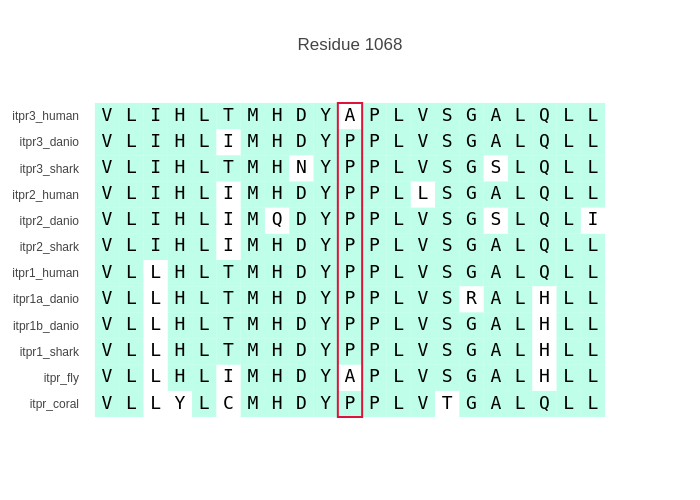 Residue 1068
itpr3_human V L I H L T M H D Y A P L V S G A L Q L L
itpr3_danio V L I H L I M H D Y P P L V S G A L Q L L
itpr3_shark V L I H L T M H N Y P P L V S G S L Q L L
itpr2_human V L I H L I M H D Y P P L L S G A L Q L L
itpr2_danio V L I H L I M Q D Y P P L V S G S L Q L I
itpr2_shark V L I H L I M H D Y P P L V S G A L Q L L
itpr1_human V L L H L T M H D Y P P L V S G A L Q L L
itpr1a_danio V L L H L T M H D Y P P L V S R A L H L L
itpr1b_danio V L L H L T M H D Y P P L V S G A L H L L
itpr1_shark V L L H L T M H D Y P P L V S G A L H L L
itpr_fly V L L H L I M H D Y A P L V S G A L H L L
itpr_coral V L L Y L C M H D Y P P L V T G A L Q L L